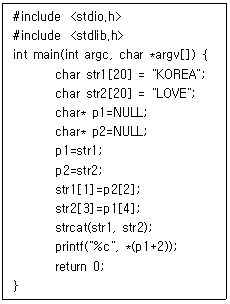 #include <stdio.h>
#include <stdlib.h>
int main(int argc, char *argv[]) {
char str1[20] = "KOREA";
char str2[20] = "LOVE";
char* p1=NULL;
char* p2=NULL;
p1=str1;
p2=str2;
str1[1]=p2[2];
str2[3]=p1[4];
strcat(str1, str2);
printf("%c", *(p1+2));
return 0;
}